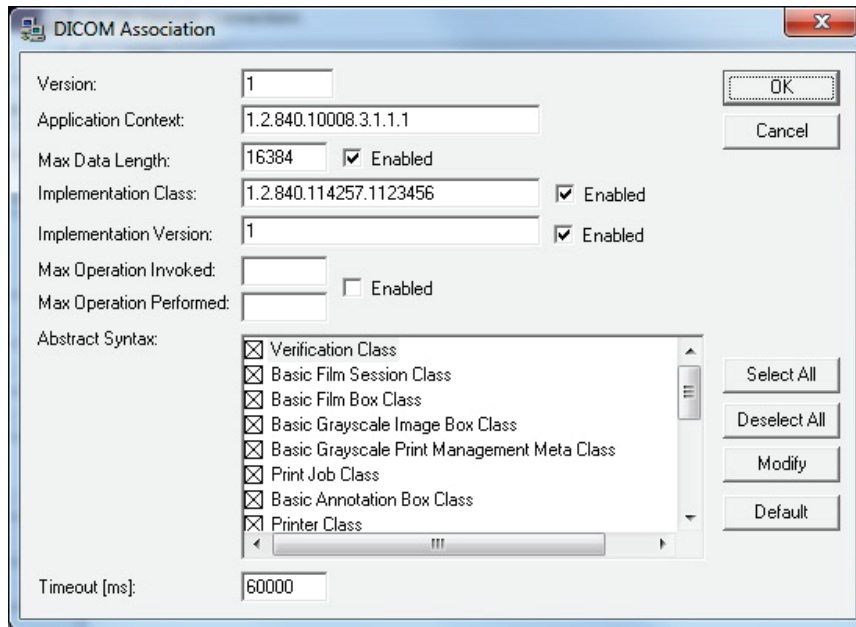 DICOM Association
Version: 1
OK
Application Context: 1.2.840.10008.3.1.1.1
Cancel
Max Data Length: 16384 Enabled
Implementation Class: 1.2.840.114257.1123456 Enabled
Implementation Version: 1 Enabled
Max Operation Invoked:
Enabled
Max Operation Performed:
Abstract Syntax:
Verification Class
Basic Film Session Class
Select All
Basic Film Box Class
Basic Grayscale Image Box Class
Deselect All
Basic Grayscale Print Management Meta Class
Modify
Print Job Class
Basic Annotation Box Class
Default
Printer Class
Timeout [ms]: 60000